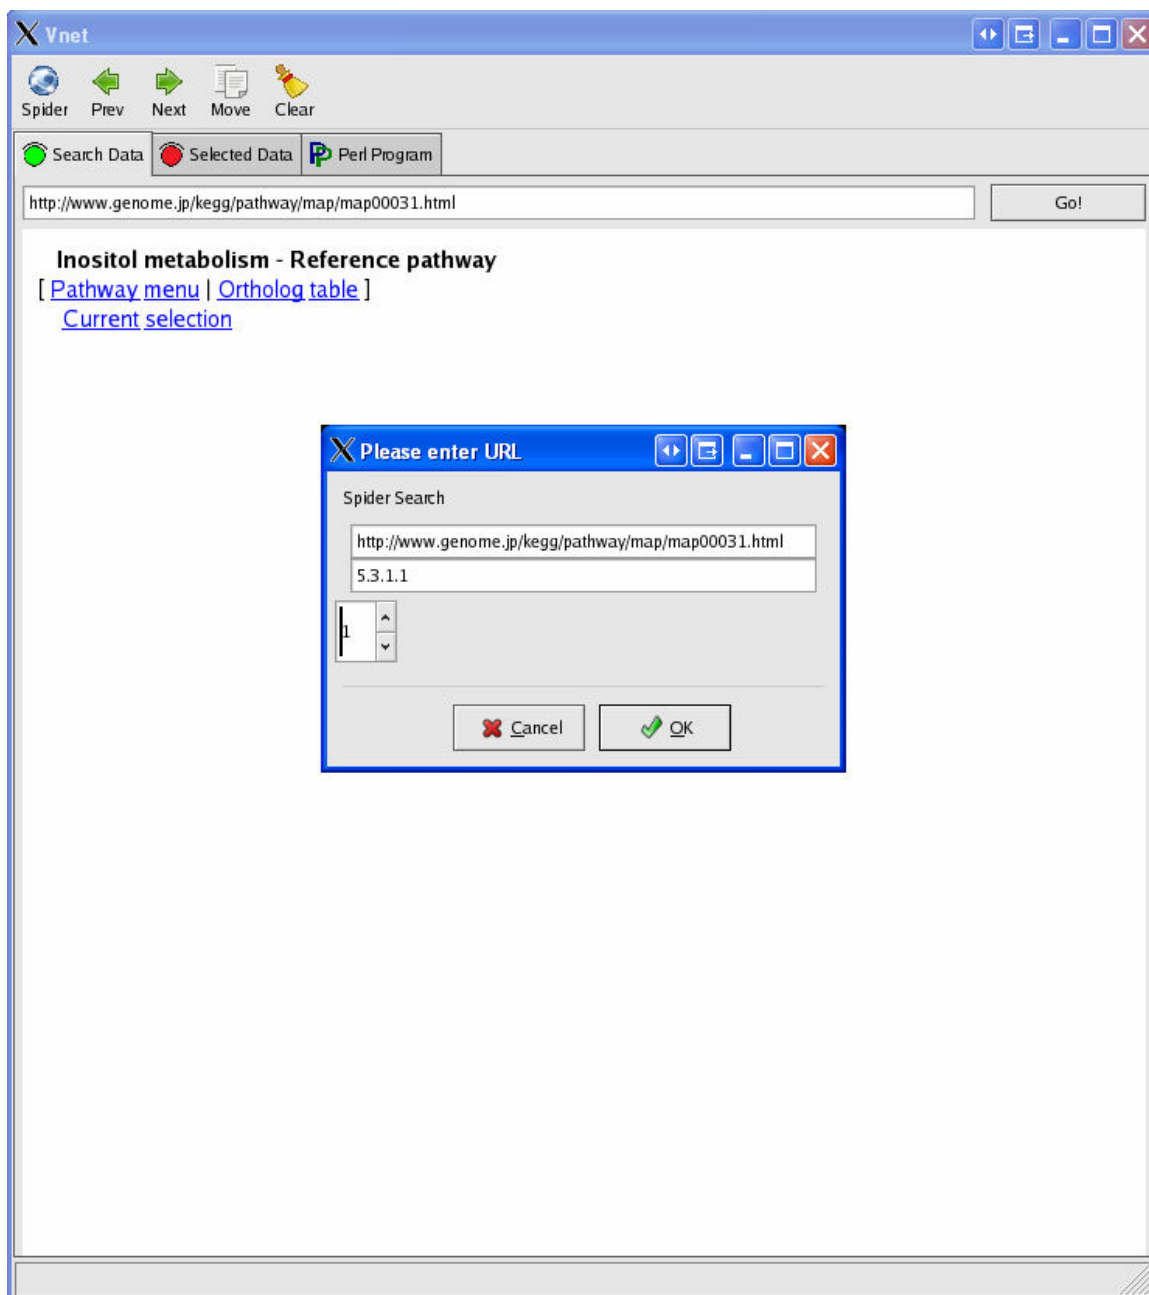 Vnet
Spider Prev Next Move Clear
Search Data Selected Data Perl Program
http://www.genome.jp/kegg/pathway/map/map00031.html Go!
Inositol metabolism - Reference pathway
[ Pathway menu | Ortholog table ]
Current selection
Please enter URL
Spider Search
http://www.genome.jp/kegg/pathway/map/map00031.html
5.3.1.1
1
Cancel OK